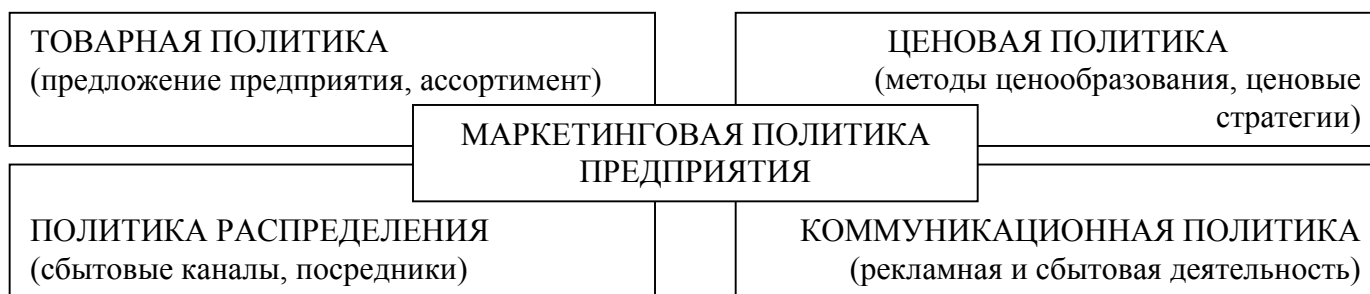 ТОВАРНАЯ ПОЛИТИКА
(предложение предприятия, ассортимент)
ЦЕНОВАЯ ПОЛИТИКА
(методы ценообразования, ценовые
стратегии)
МАРКЕТИНГОВАЯ ПОЛИТИКА
ПРЕДПРИЯТИЯ
ПОЛИТИКА РАСПРЕДЕЛЕНИЯ
(сбытовые каналы, посредники)
КОММУНИКАЦИОННАЯ ПОЛИТИКА
(рекламная и сбытовая деятельность)